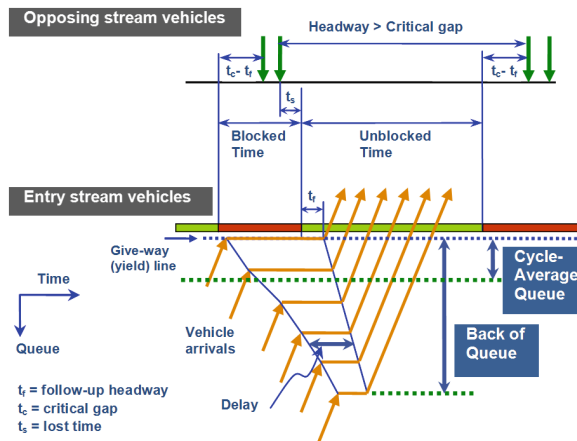 Opposing stream vehicles
Headway > Critical gap
tc- tf
tc- tf
ts
Blocked
Time
Unblocked
Time
Entry stream vehicles
tf
Give-way
(yield) line
Cycle-
Average
Queue
Time
Queue
Vehicle
arrivals
Back of
Queue
Delay
tf = follow-up headway
tc = critical gap
ts = lost time